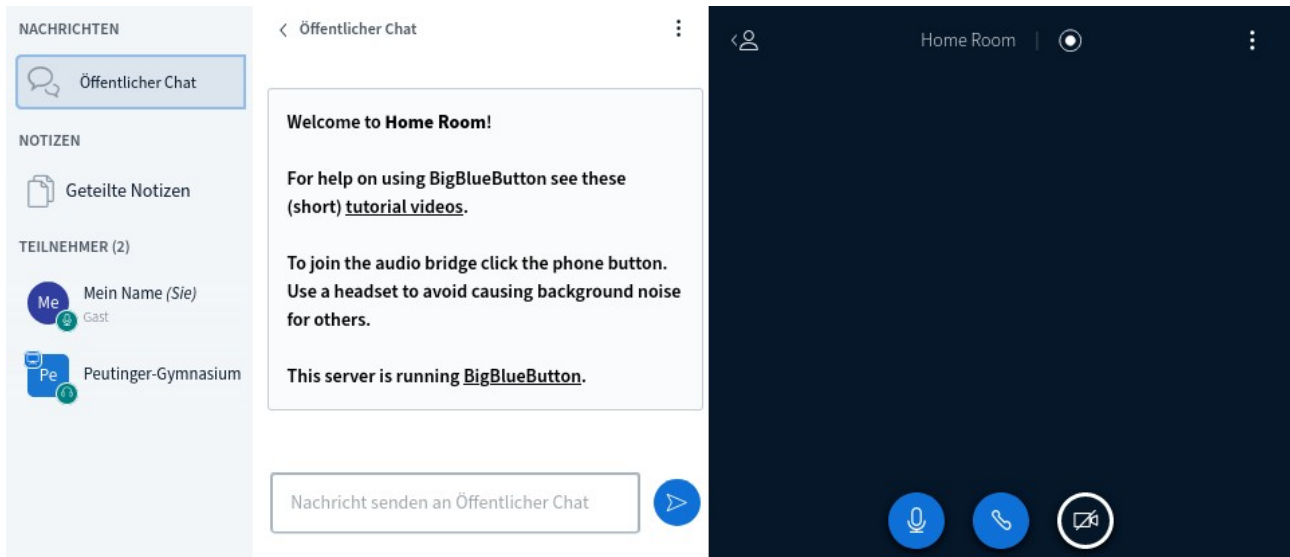 NACHRICHTEN
Öffentlicher Chat
NOTIZEN
Geteilte Notizen
TEILNEHMER (2)
Me
Mein Name (Sie)
Gast
Pe
Peutinger-Gymnasium
Öffentlicher Chat
Welcome to Home Room!
For help on using BigBlueButton see these
(short) tutorial videos.
To join the audio bridge click the phone button.
Use a headset to avoid causing background noise
for others.
This server is running BigBlueButton.
Nachricht senden an Öffentlicher Chat
Home Room